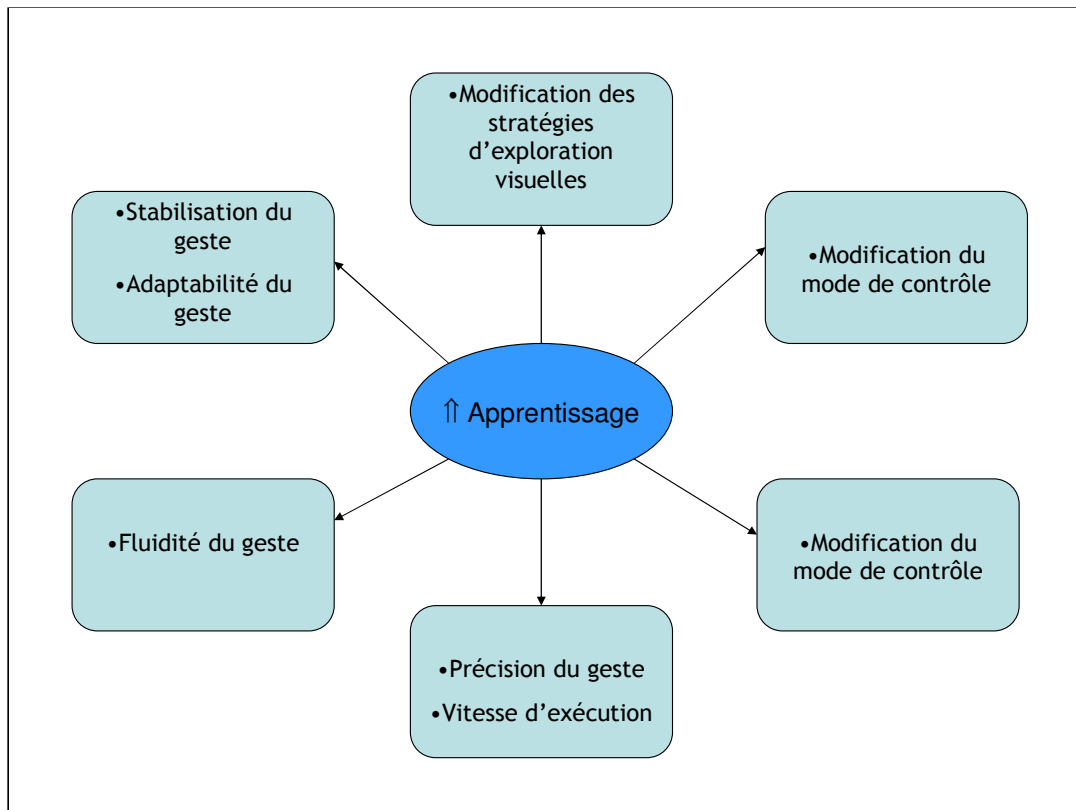 •Modification des
stratégies
d’exploration
visuelles
•Stabilisation du
geste
•Adaptabilité du
geste
•Modification du
mode de contrôle
⇑ Apprentissage
•Fluidité du geste
•Modification du
mode de contrôle
•Précision du geste
•Vitesse d’exécution